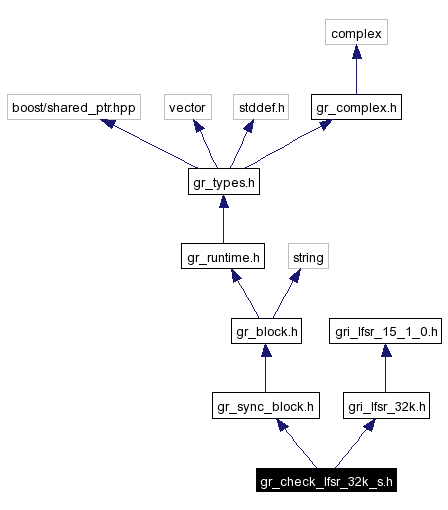 complex
boost/shared_ptr.hpp
vector
stddef.h
gr_complex.h
gr_types.h
gr_runtime.h
string
gr_block.h
gri_lfsr_15_1_0.h
gr_sync_block.h
gri_lfsr_32k.h
gr_check_lfsr_32k_s.h